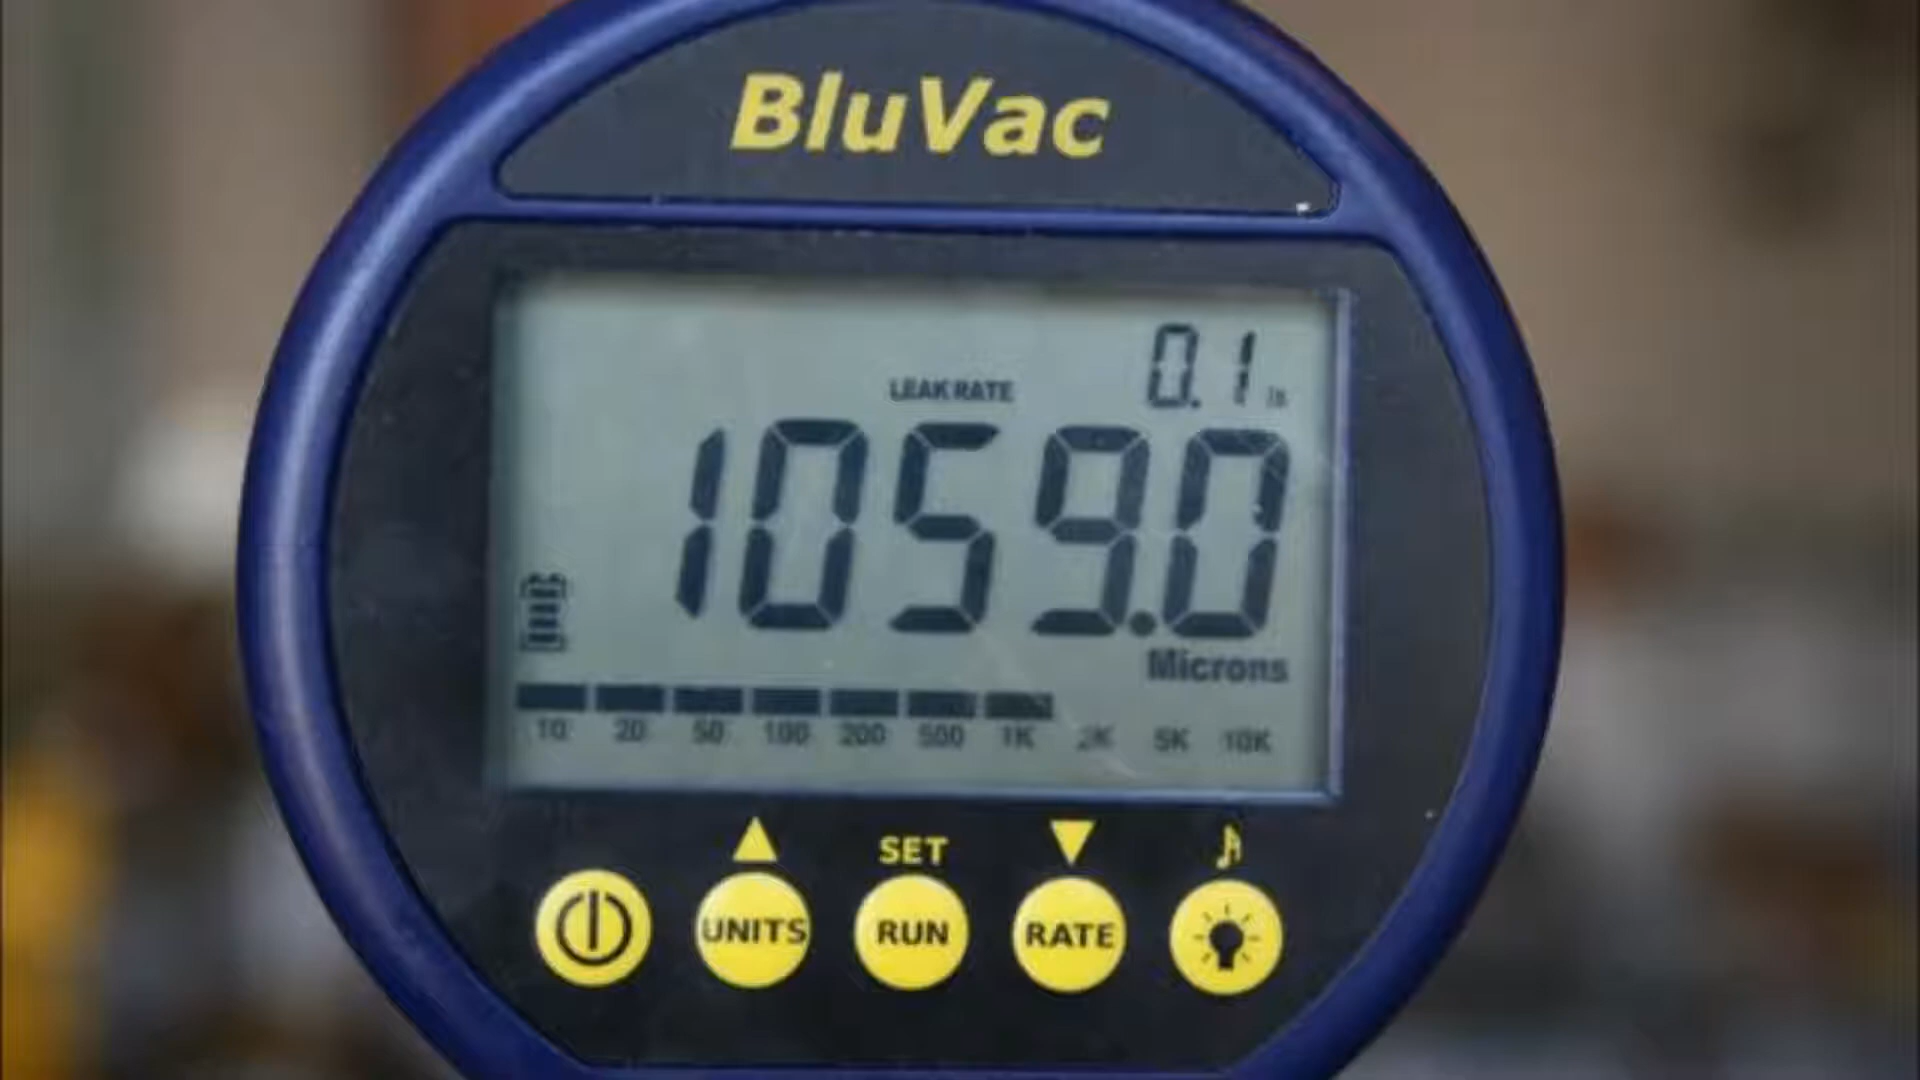 BluVac
0.1 /s
LEAK RATE
1059.0
Microns
10 20 50 100 200 500 1K 2K 5K 10K
SET
UNITS RUN RATE